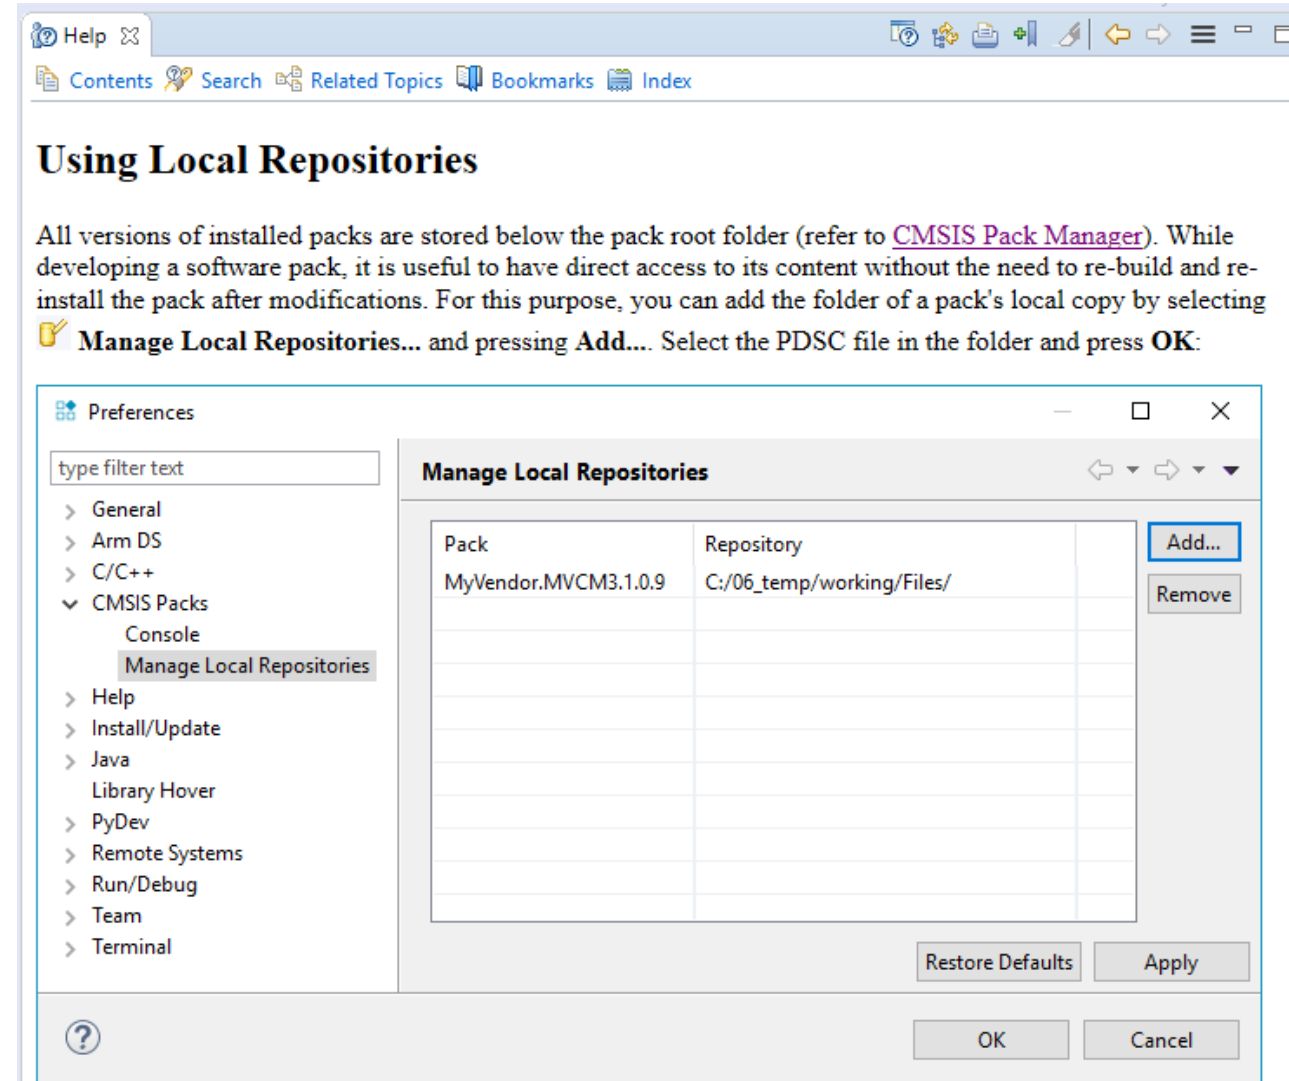 Help
Contents Search Related Topics Bookmarks Index
Using Local Repositories
All versions of installed packs are stored below the pack root folder (refer to CMSIS Pack Manager). While
developing a software pack, it is useful to have direct access to its content without the need to re-build and re-
install the pack after modifications. For this purpose, you can add the folder of a pack's local copy by selecting
Manage Local Repositories... and pressing Add.... Select the PDSC file in the folder and press OK:
Preferences
type filter text
General
Arm DS
C/C++
CMSIS Packs
Console
Manage Local Repositories
Help
Install/Update
Java
Library Hover
PyDev
Remote Systems
Run/Debug
Team
Terminal
Manage Local Repositories
Pack Repository
MyVendor.MVCM3.1.0.9 C:/06_temp/working/Files/
Add...
Remove
Restore Defaults Apply
OK Cancel